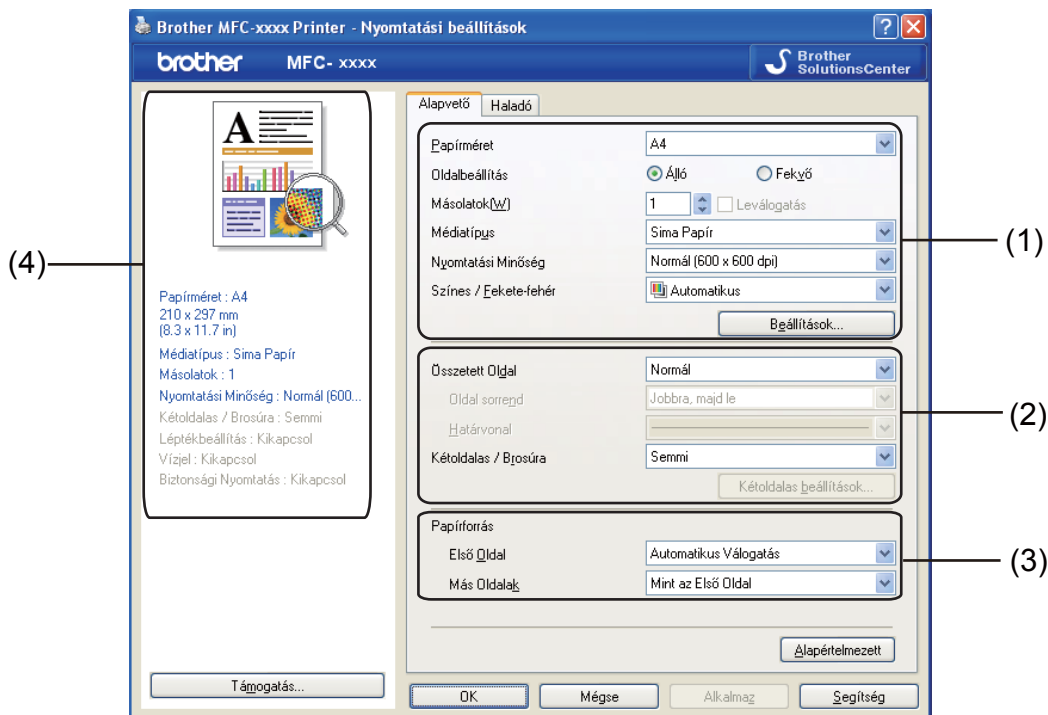 Brother MFC-xxxx Printer - Nyomtatási beállítások
brother MFC- xxxx
Brother
SolutionsCenter
Alapvető Haladó
A
Papírméret A4
Oldalbeállítás Álló Fekvő
Másolatok(W) 1 Leválogatás
Médiatípus Sima Papír
(1)
Nyomtatási Minőség Normál (600 x 600 dpi)
(4)
Színes / Fekete-fehér Automatikus
Beállítások...
Papírméret : A4
210 x 297 mm
(8.3 x 11.7 in)
Médiatípus : Sima Papír
Másolatok : 1
Nyomtatási Minőség : Normál (600...
Kétoldalas / Brosúra : Semmi
Léptékbeállítás : Kikapcsol
Vízjel : Kikapcsol
Biztonsági Nyomtatás : Kikapcsol
Összetett Oldal Normál
Oldal sorrend Jobbra, majd le
(2)
Határvonal
Kétoldalas / Brosúra Semmi
Kétoldalas beállítások...
Papírforrás
Első Oldal Automatikus Válogatás
(3)
Más Oldalak Mint az Első Oldal
Alapértelmezett
Támogatás...
OK Mégse Alkalmaz Segítség